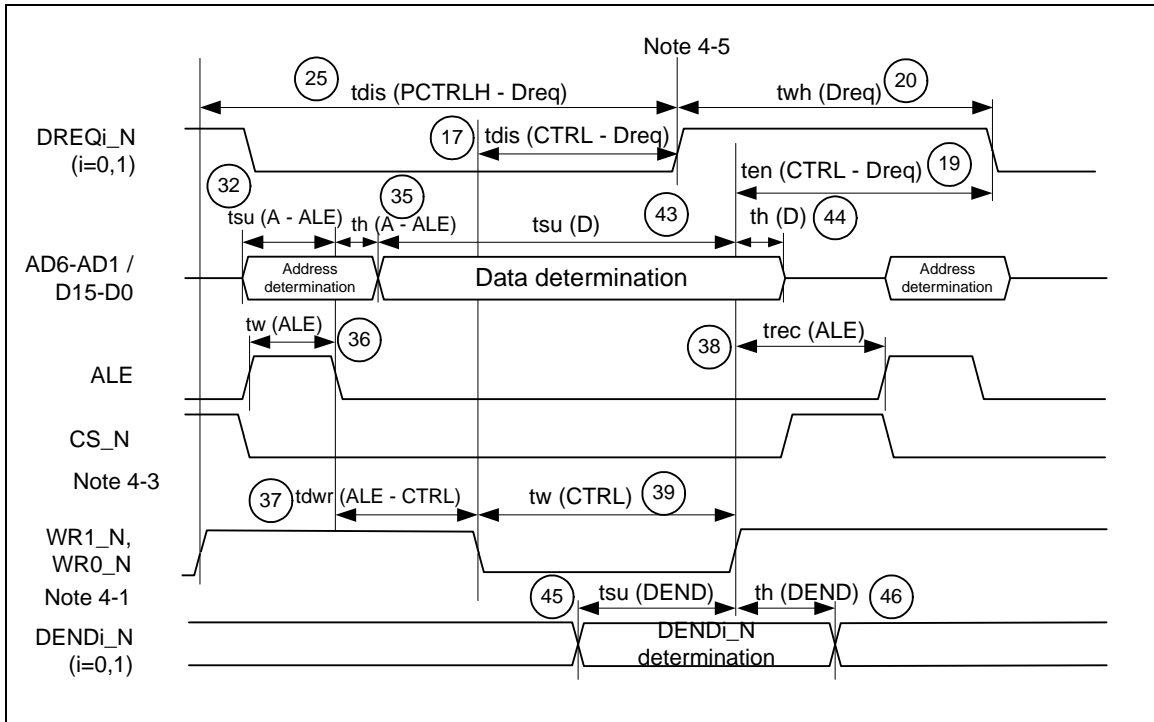 Note 4-5
25
tdis (PCTRLH - Dreq)
twh (Dreq)
20
DREQi_N
(i=0,1)
17
tdis (CTRL - Dreq)
ten (CTRL - Dreq)
19
32
tsu (A - ALE)
35
th (A - ALE)
tsu (D)
43
th (D)
44
AD6-AD1 /
D15-D0
Address
determination
Data determination
Address
determination
tw (ALE)
36
38
trec (ALE)
ALE
CS_N
Note 4-3
37
tdwr (ALE - CTRL)
tw (CTRL)
39
WR1_N,
WR0_N
Note 4-1
45
tsu (DEND)
th (DEND)
46
DENDi_N
(i=0,1)
DENDi_N
determination